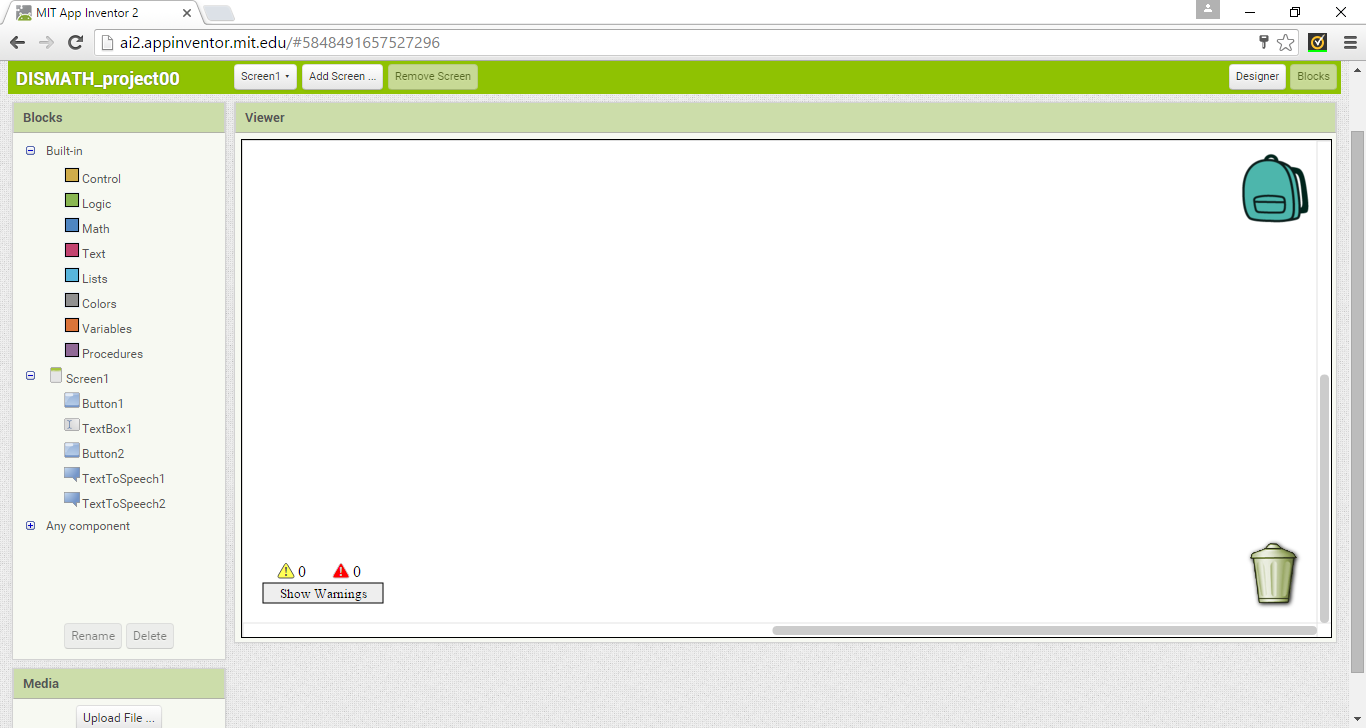 MIT App Inventor 2
ai2.appinventor.mit.edu/#5848491657527296
DISMATH_project00
Screen1
Add Screen ...
Remove Screen
Designer
Blocks
Blocks
Built-in
Control
Logic
Math
Text
Lists
Colors
Variables
Procedures
Screen1
Button1
TextBox1
Button2
TextToSpeech1
TextToSpeech2
Any component
Rename
Delete
Media
Upload File ...
Viewer
0
0
Show Warnings